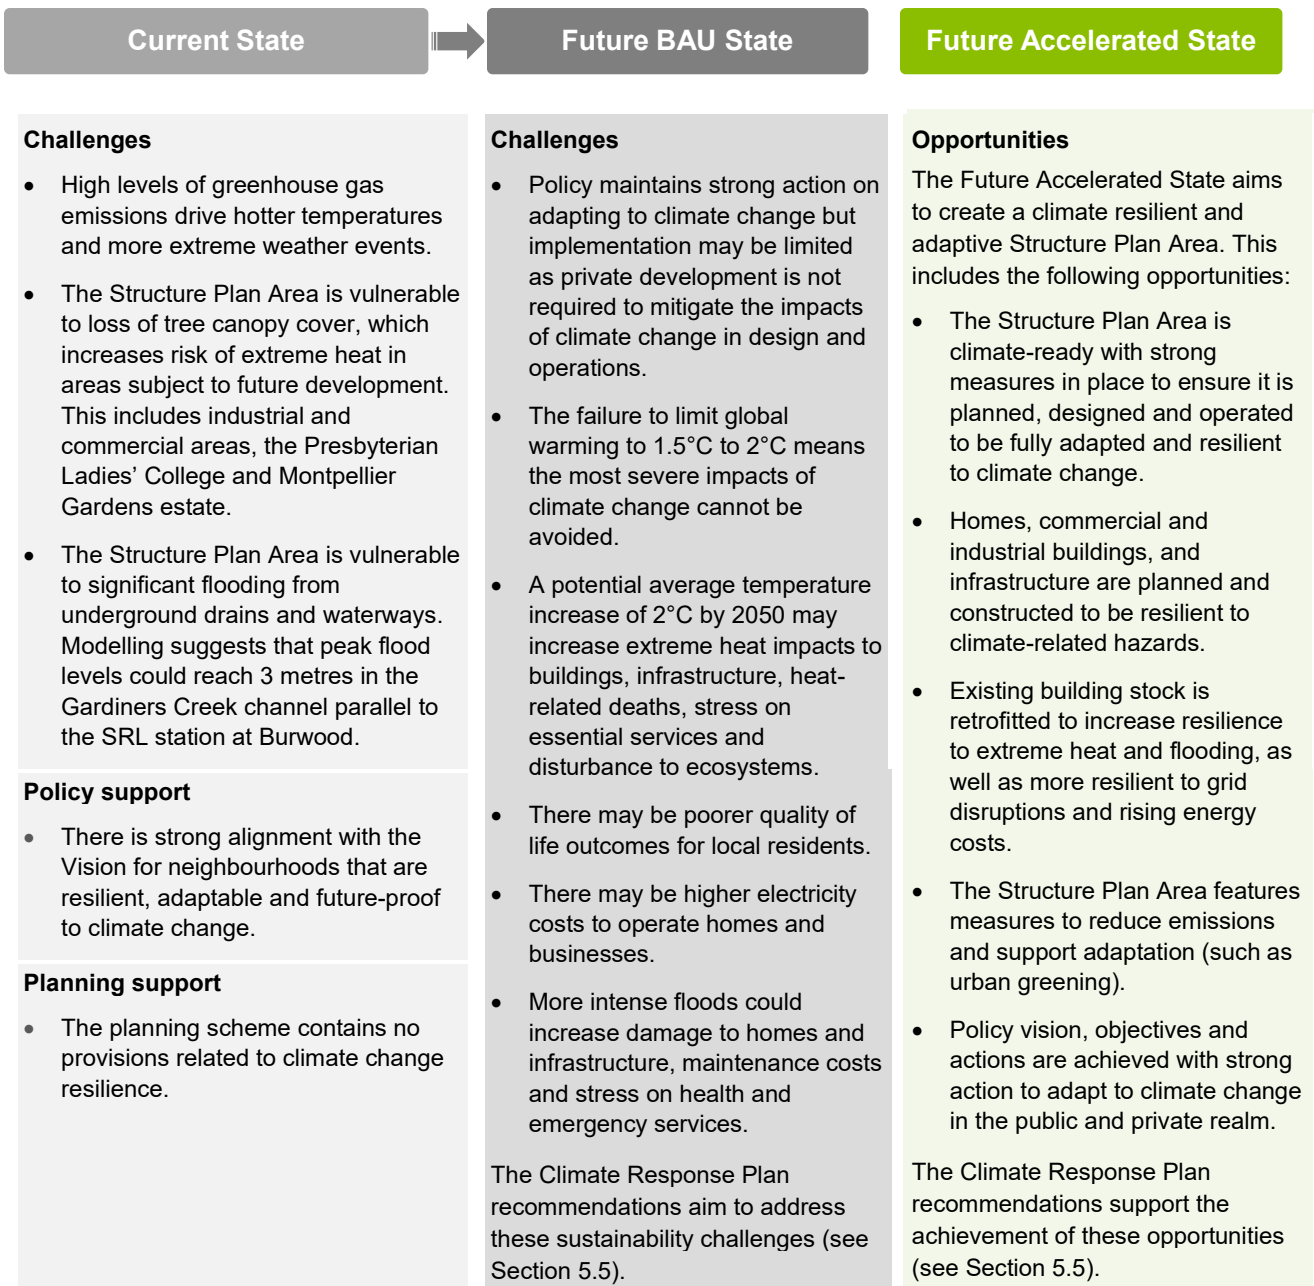 Current State
Future BAU State
Future Accelerated State
Challenges
• High levels of greenhouse gas
emissions drive hotter temperatures
and more extreme weather events.
• The Structure Plan Area is vulnerable
to loss of tree canopy cover, which
increases risk of extreme heat in
areas subject to future development.
This includes industrial and
commercial areas, the Presbyterian
Ladies’ College and Montpellier
Gardens estate.
• The Structure Plan Area is vulnerable
to significant flooding from
underground drains and waterways.
Modelling suggests that peak flood
levels could reach 3 metres in the
Gardiners Creek channel parallel to
the SRL station at Burwood.
Policy support
• There is strong alignment with the
Vision for neighbourhoods that are
resilient, adaptable and future-proof
to climate change.
Planning support
• The planning scheme contains no
provisions related to climate change
resilience.
Challenges
• Policy maintains strong action on
adapting to climate change but
implementation may be limited
as private development is not
required to mitigate the impacts
of climate change in design and
operations.
• The failure to limit global
warming to 1.5°C to 2°C means
the most severe impacts of
climate change cannot be
avoided.
• A potential average temperature
increase of 2°C by 2050 may
increase extreme heat impacts to
buildings, infrastructure, heat-
related deaths, stress on
essential services and
disturbance to ecosystems.
• There may be poorer quality of
life outcomes for local residents.
• There may be higher electricity
costs to operate homes and
businesses.
• More intense floods could
increase damage to homes and
infrastructure, maintenance costs
and stress on health and
emergency services.
The Climate Response Plan
recommendations aim to address
these sustainability challenges (see
Section 5.5).
Opportunities
The Future Accelerated State aims
to create a climate resilient and
adaptive Structure Plan Area. This
includes the following opportunities:
• The Structure Plan Area is
climate-ready with strong
measures in place to ensure it is
planned, designed and operated
to be fully adapted and resilient
to climate change.
• Homes, commercial and
industrial buildings, and
infrastructure are planned and
constructed to be resilient to
climate-related hazards.
• Existing building stock is
retrofitted to increase resilience
to extreme heat and flooding, as
well as more resilient to grid
disruptions and rising energy
costs.
• The Structure Plan Area features
measures to reduce emissions
and support adaptation (such as
urban greening).
• Policy vision, objectives and
actions are achieved with strong
action to adapt to climate change
in the public and private realm.
The Climate Response Plan
recommendations support the
achievement of these opportunities
(see Section 5.5).